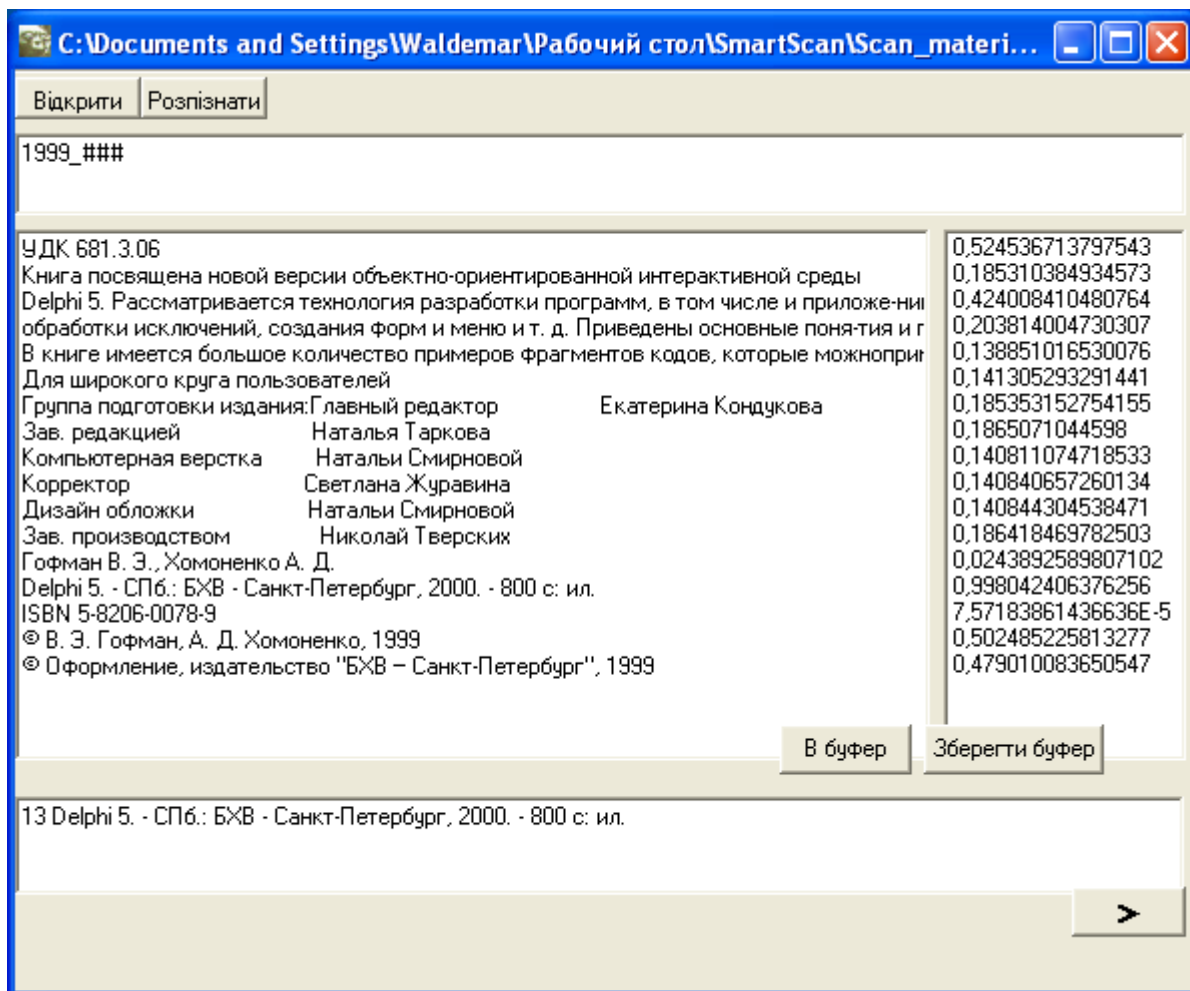 C:\Documents and Settings\Waldemar\Рабочий стол\SmartScan\Scan_materi...
Відкрити Розпізнати
1999_###
УДК 681.3.06
Книга посвящена новой версии объектно-ориентированной интерактивной среды
Delphi 5. Рассматривается технология разработки программ, в том числе и приложе-ни
обработки исключений, создания форм и меню и т. д. Приведены основные поня-тия и
В книге имеется большое количество примеров фрагментов кодов, которые можнопри
Для широкого круга пользователей
Группа подготовки издания:Главный редактор Екатерина Кондукова
Зав. редакцией Наталья Таркова
Компьютерная верстка Натальи Смирновой
Корректор Светлана Журавина
Дизайн обложки Натальи Смирновой
Зав. производством Николай Тверских
Гофман В. Э., Хомоненко А. Д.
Delphi 5. - СПб.: БХВ - Санкт-Петербург, 2000. - 800 с: ил.
ISBN 5-8206-0078-9
© В. Э. Гофман, А. Д. Хомоненко, 1999
© Оформление, издательство "БХВ – Санкт-Петербург", 1999
0,524536713797543
0,185310384934573
0,424008410480764
0,203814004730307
0,138851016530076
0,141305293291441
0,185353152754155
0,1865071044598
0,140811074718533
0,140840657260134
0,140844304538471
0,186418469782503
0,0243892589807102
0,998042406376256
7,57183861436636E-5
0,502485225813277
0,479010083650547
В буфер Зберегти буфер
13 Delphi 5. - СПб.: БХВ - Санкт-Петербург, 2000. - 800 с: ил.
>